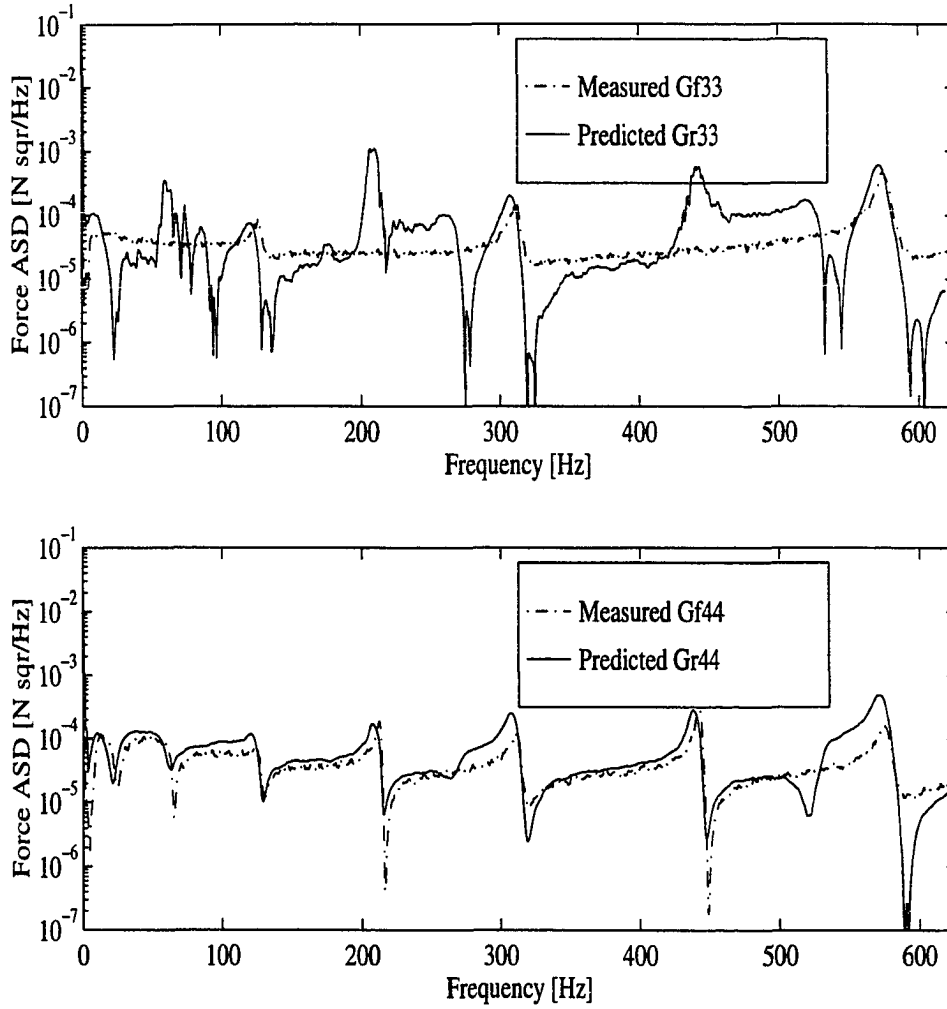 Force ASD [N sqr/Hz]
10⁻¹
10⁻²
10⁻³
10⁻⁴
10⁻⁵
10⁻⁶
10⁻⁷
Measured Gf33
Predicted Gr33
0 100 200 300 400 500 600
Frequency [Hz]
Force ASD [N sqr/Hz]
10⁻¹
10⁻²
10⁻³
10⁻⁴
10⁻⁵
10⁻⁶
10⁻⁷
Measured Gf44
Predicted Gr44
0 100 200 300 400 500 600
Frequency [Hz]